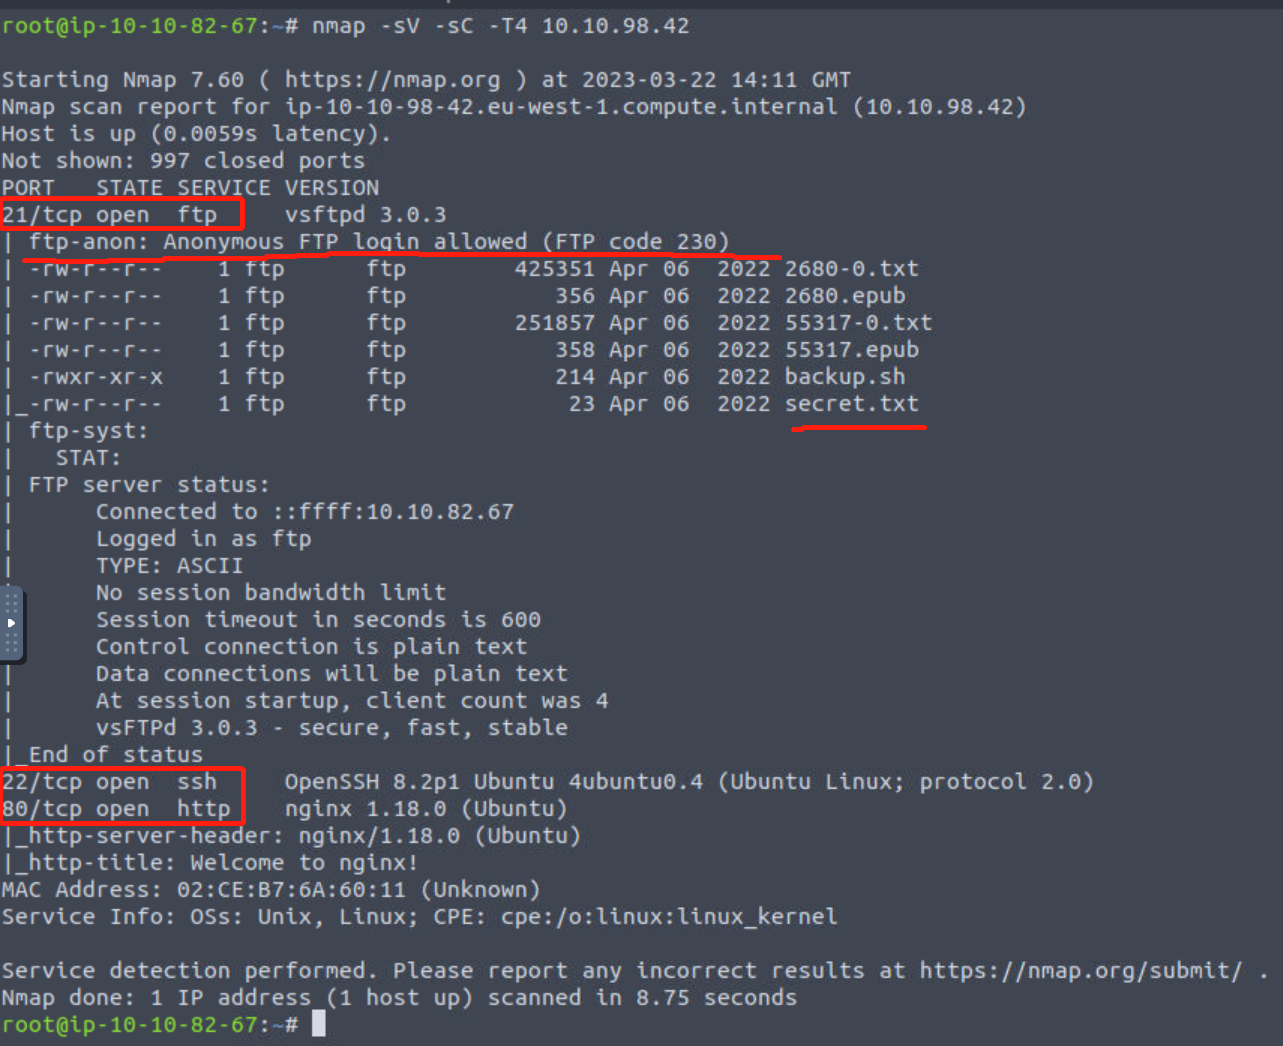 root@ip-10-10-82-67:~# nmap -sV -sC -T4 10.10.98.42
Starting Nmap 7.60 ( https://nmap.org ) at 2023-03-22 14:11 GMT
Nmap scan report for ip-10-10-98-42.eu-west-1.compute.internal (10.10.98.42)
Host is up (0.0059s latency).
Not shown: 997 closed ports
PORT   STATE SERVICE VERSION
21/tcp open  ftp     vsftpd 3.0.3
| ftp-anon: Anonymous FTP login allowed (FTP code 230)
| -rw-r--r--    1 ftp      ftp        425351 Apr 06  2022 2680-0.txt
| -rw-r--r--    1 ftp      ftp           356 Apr 06  2022 2680.epub
| -rw-r--r--    1 ftp      ftp        251857 Apr 06  2022 55317-0.txt
| -rw-r--r--    1 ftp      ftp           358 Apr 06  2022 55317.epub
| -rwxr-xr-x    1 ftp      ftp           214 Apr 06  2022 backup.sh
|_-rw-r--r--    1 ftp      ftp            23 Apr 06  2022 secret.txt
| ftp-syst:
|   STAT:
| FTP server status:
|      Connected to ::ffff:10.10.82.67
|      Logged in as ftp
|      TYPE: ASCII
|      No session bandwidth limit
|      Session timeout in seconds is 600
|      Control connection is plain text
|      Data connections will be plain text
|      At session startup, client count was 4
|      vsFTPd 3.0.3 - secure, fast, stable
|_End of status
22/tcp open  ssh     OpenSSH 8.2p1 Ubuntu 4ubuntu0.4 (Ubuntu Linux; protocol 2.0)
80/tcp open  http    nginx 1.18.0 (Ubuntu)
|_http-server-header: nginx/1.18.0 (Ubuntu)
|_http-title: Welcome to nginx!
MAC Address: 02:CE:B7:6A:60:11 (Unknown)
Service Info: OSs: Unix, Linux; CPE: cpe:/o:linux:linux_kernel
Service detection performed. Please report any incorrect results at https://nmap.org/submit/ .
Nmap done: 1 IP address (1 host up) scanned in 8.75 seconds
root@ip-10-10-82-67:~#